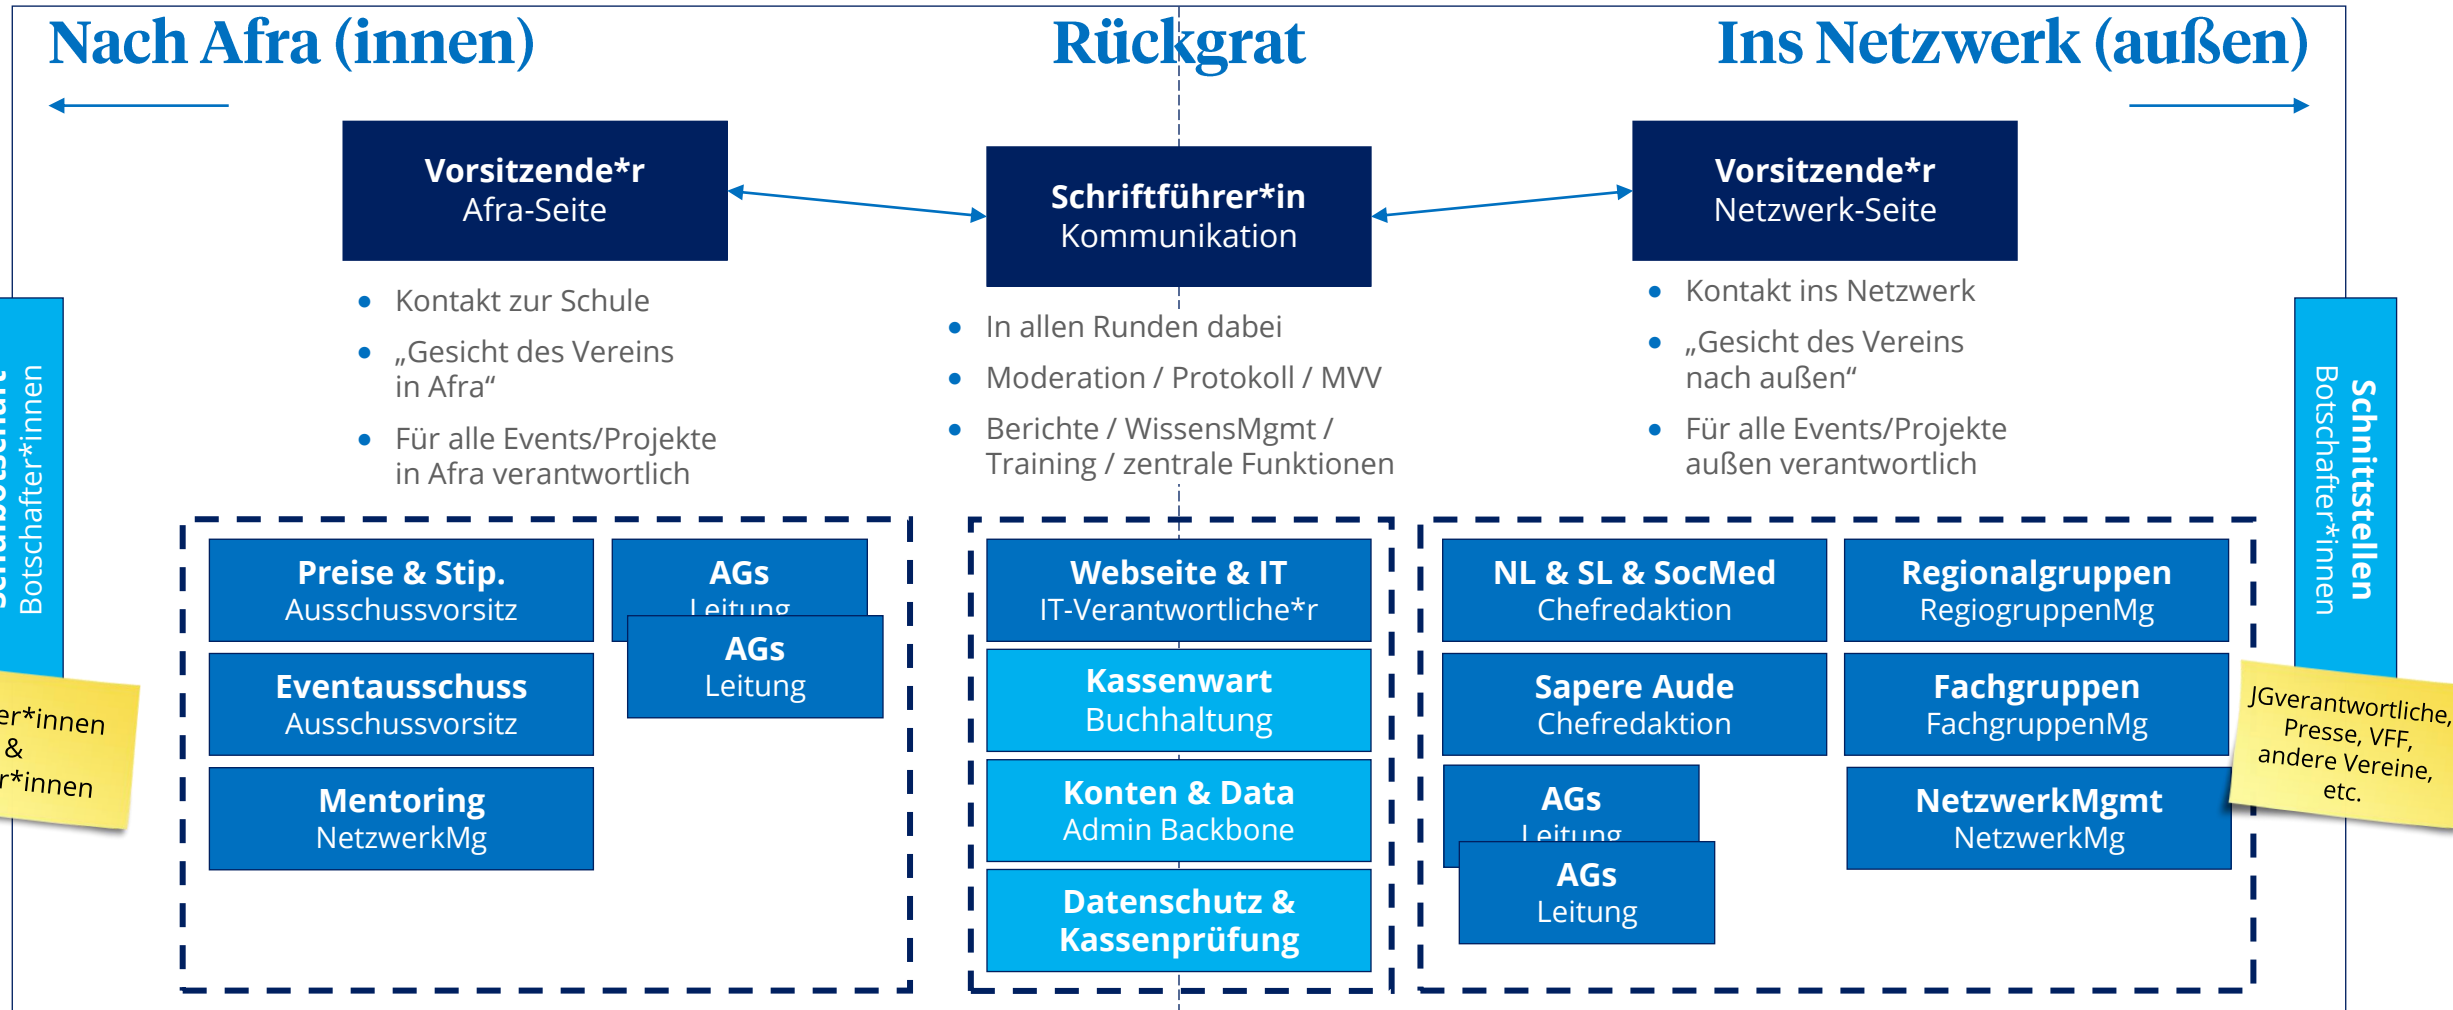 Nach Afra (innen)
Rückgrat
Ins Netzwerk (außen)
Vorsitzende*r
Afra-Seite
Schriftführer*in
Kommunikation
Vorsitzende*r
Netzwerk-Seite
Kontakt zur Schule
„Gesicht des Vereins
in Afra“
Für alle Events/Projekte
in Afra verantwortlich
In allen Runden dabei
Moderation / Protokoll / MVV
Berichte / WissensMgmt /
Training / zentrale Funktionen
Kontakt ins Netzwerk
„Gesicht des Vereins
nach außen“
Für alle Events/Projekte
außen verantwortlich
Botschafter*innen
er*innen
&
r*innen
Preise & Stip.
Ausschussvorsitz
Eventausschuss
Ausschussvorsitz
Mentoring
NetzwerkMg
AGs
Leitung
AGs
Leitung
Webseite & IT
IT-Verantwortliche*r
Kassenwart
Buchhaltung
Konten & Data
Admin Backbone
Datenschutz &
Kassenprüfung
NL & SL & SocMed
Chefredaktion
Sapere Aude
Chefredaktion
AGs
Leitung
AGs
Leitung
Regionalgruppen
RegiogruppenMg
Fachgruppen
FachgruppenMg
NetzwerkMgmt
NetzwerkMg
Schnittstellen
Botschafter*innen
JGverantwortliche,
Presse, VFF,
andere Vereine,
etc.